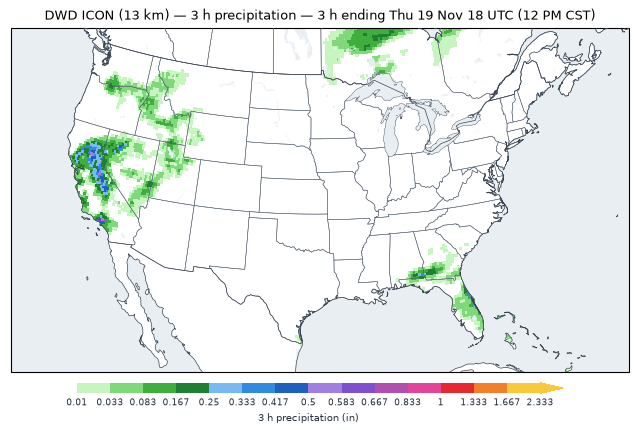 DWD ICON (13 km) — 3 h precipitation — 3 h ending Thu 19 Nov 18 UTC (12 PM CST)
0.01 0.033 0.083 0.167 0.25 0.333 0.417 0.5 0.583 0.667 0.833 1 1.333 1.667 2.333
3 h precipitation (in)